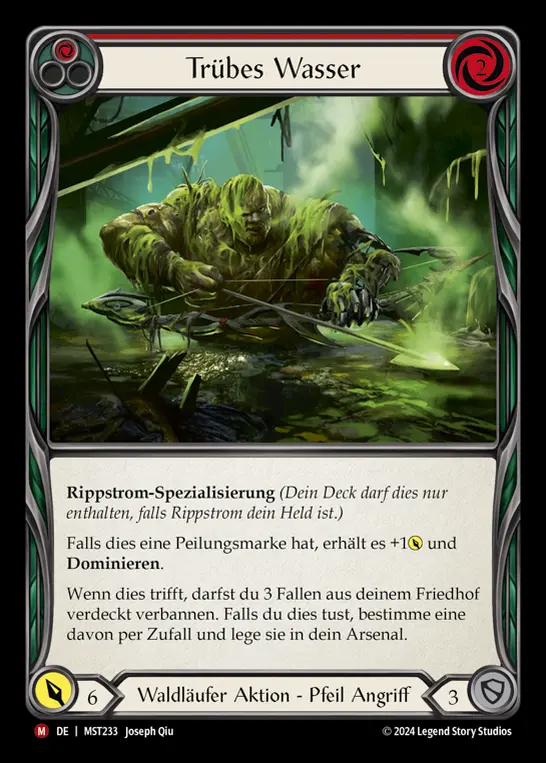 Trübes Wasser
2
Rippstrom-Spezialisierung (Dein Deck darf dies nur
enthalten, falls Rippstrom dein Held ist.)
Falls dies eine Peilungsmarke hat, erhält es +1 und
Dominieren.
Wenn dies trifft, darfst du 3 Fallen aus deinem Friedhof
verdeckt verbannen. Falls du dies tust, bestimme eine
davon per Zufall und lege sie in dein Arsenal.
6 Waldläufer Aktion - Pfeil Angriff 3
M DE | MST233 Joseph Qiu © 2024 Legend Story Studios